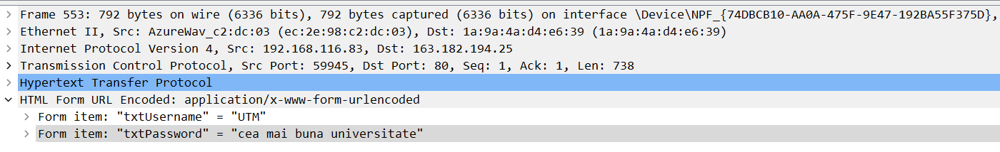 Frame 553: 792 bytes on wire (6336 bits), 792 bytes captured (6336 bits) on interface \Device\NPF_{74DBCB10-AA0A-475F-9E47-192BA55F375D},
Ethernet II, Src: AzureWav_c2:dc:03 (ec:2e:98:c2:dc:03), Dst: 1a:9a:4a:d4:e6:39 (1a:9a:4a:d4:e6:39)
Internet Protocol Version 4, Src: 192.168.116.83, Dst: 163.182.194.25
Transmission Control Protocol, Src Port: 59945, Dst Port: 80, Seq: 1, Ack: 1, Len: 738
Hypertext Transfer Protocol
HTML Form URL Encoded: application/x-www-form-urlencoded
Form item: "txtUsername" = "UTM"
Form item: "txtPassword" = "cea mai buna universitate"